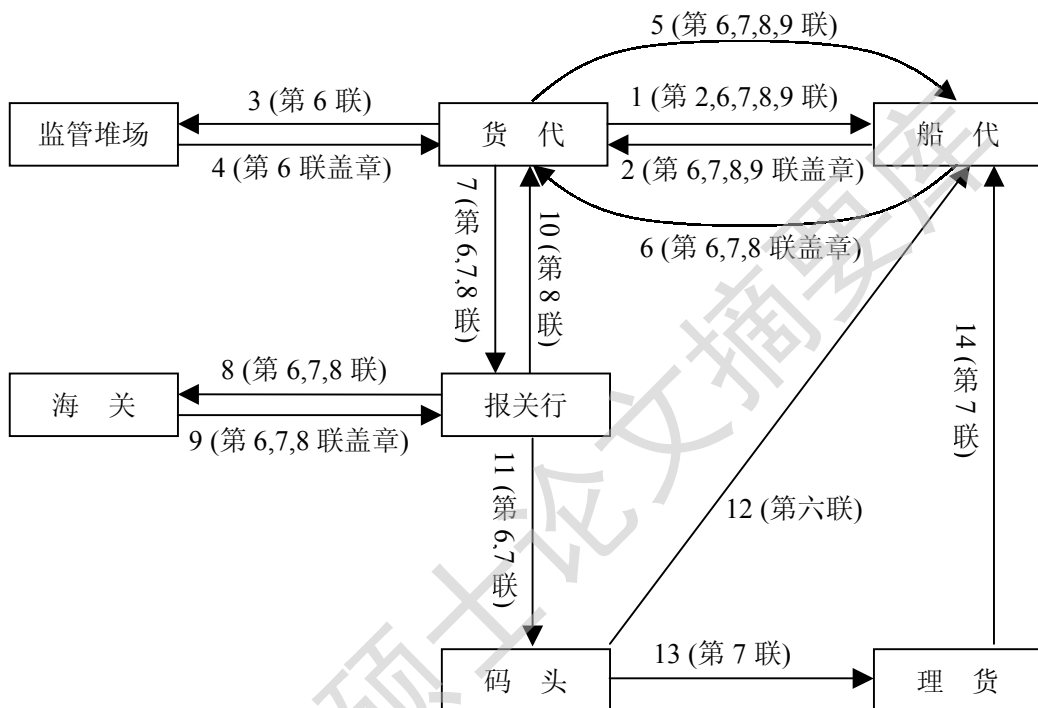 5 (第 6,7,8,9 联)
3 (第 6 联)
1 (第 2,6,7,8,9 联)
监管堆场
货 代
船 代
4 (第 6 联盖章)
2 (第 6,7,8,9 联盖章)
7 (第 6,7,8 联)
10 (第 8 联)
6 (第 6,7,8 联盖章)
14 (第 7 联)
8 (第 6,7,8 联)
海 关
报关行
9 (第 6,7,8 联盖章)
11 (第 6,7 联)
12 (第六联)
13 (第 7 联)
码 头
理 货
硕士论文摘要库